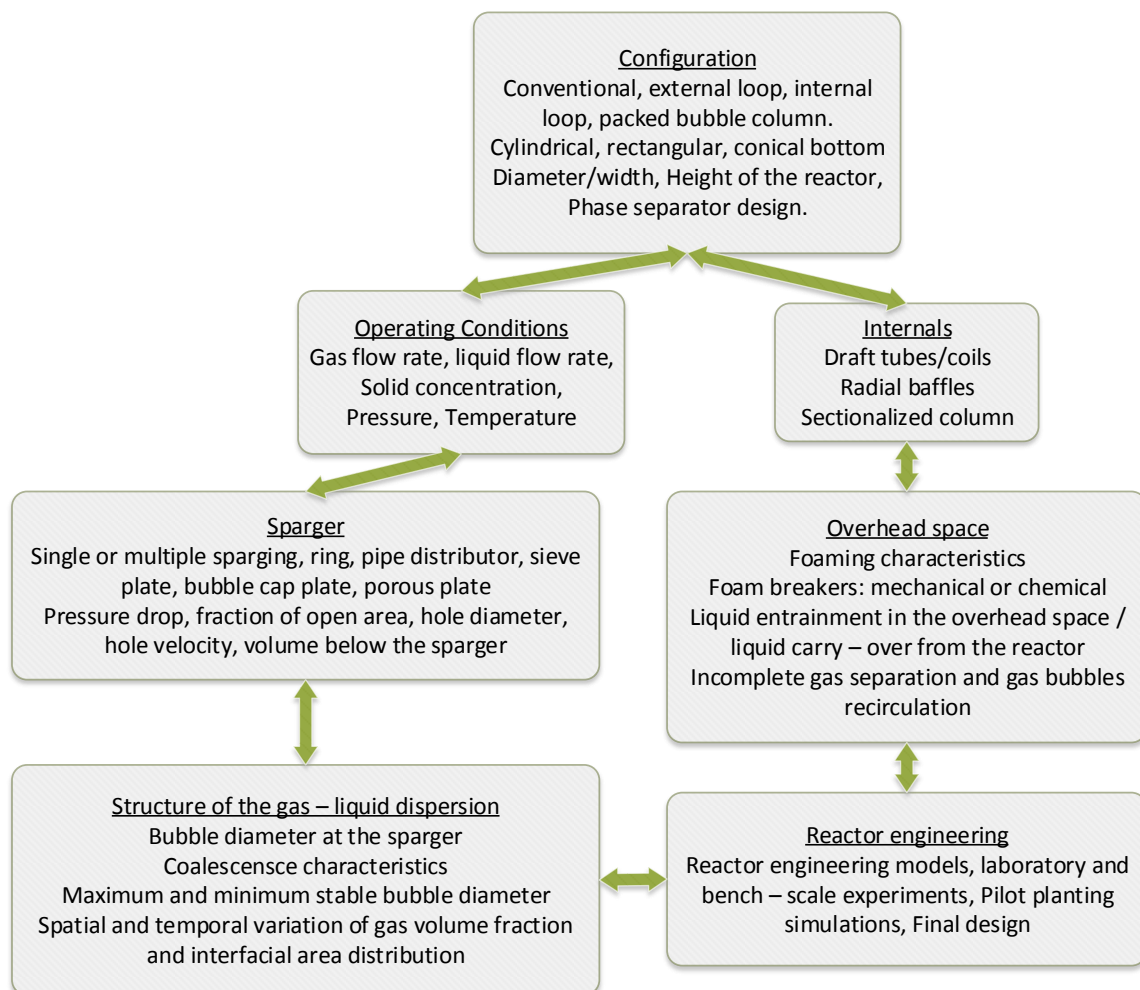 Configuration
Conventional, external loop, internal
loop, packed bubble column.
Cylindrical, rectangular, conical bottom
Diameter/width, Height of the reactor,
Phase separator design.
Operating Conditions
Gas flow rate, liquid flow rate,
Solid concentration,
Pressure, Temperature
Internals
Draft tubes/coils
Radial baffles
Sectionalized column
Sparger
Single or multiple sparging, ring, pipe distributor, sieve
plate, bubble cap plate, porous plate
Pressure drop, fraction of open area, hole diameter,
hole velocity, volume below the sparger
Overhead space
Foaming characteristics
Foam breakers: mechanical or chemical
Liquid entrainment in the overhead space /
liquid carry – over from the reactor
Incomplete gas separation and gas bubbles
recirculation
Structure of the gas – liquid dispersion
Bubble diameter at the sparger
Coalescensce characteristics
Maximum and minimum stable bubble diameter
Spatial and temporal variation of gas volume fraction
and interfacial area distribution
Reactor engineering
Reactor engineering models, laboratory and
bench – scale experiments, Pilot planting
simulations, Final design